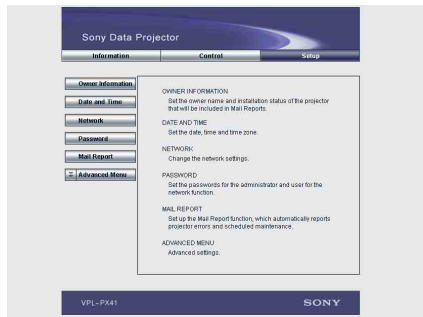 Sony Data Projector
Information Control Setup
Owner Information
Date and Time
Network
Password
Mail Report
Advanced Menu
OWNER INFORMATION
Set the owner name and installation status of the projector
that will be included in Mail Reports.
DATE AND TIME
Set the date, time and time zone.
NETWORK
Change the network settings.
PASSWORD
Set the passwords for the administrator and user for the
network function.
MAIL REPORT
Set up the Mail Report function, which automatically reports
projector errors and scheduled maintenance.
ADVANCED MENU
Advanced settings.
VPL-PX41 SONY